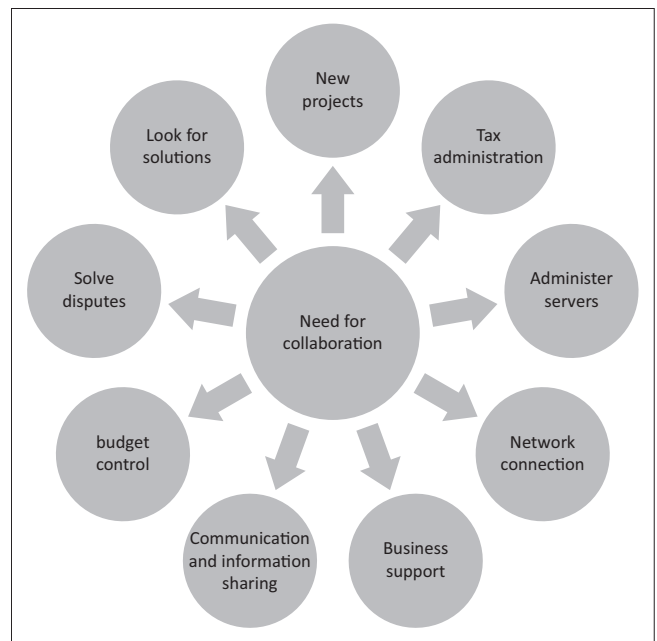 New
projects
Tax
administration
Administer
servers
Network
connection
Business
support
Communication
and information
sharing
budget
control
Solve
disputes
Look for
solutions
Need for
collaboration